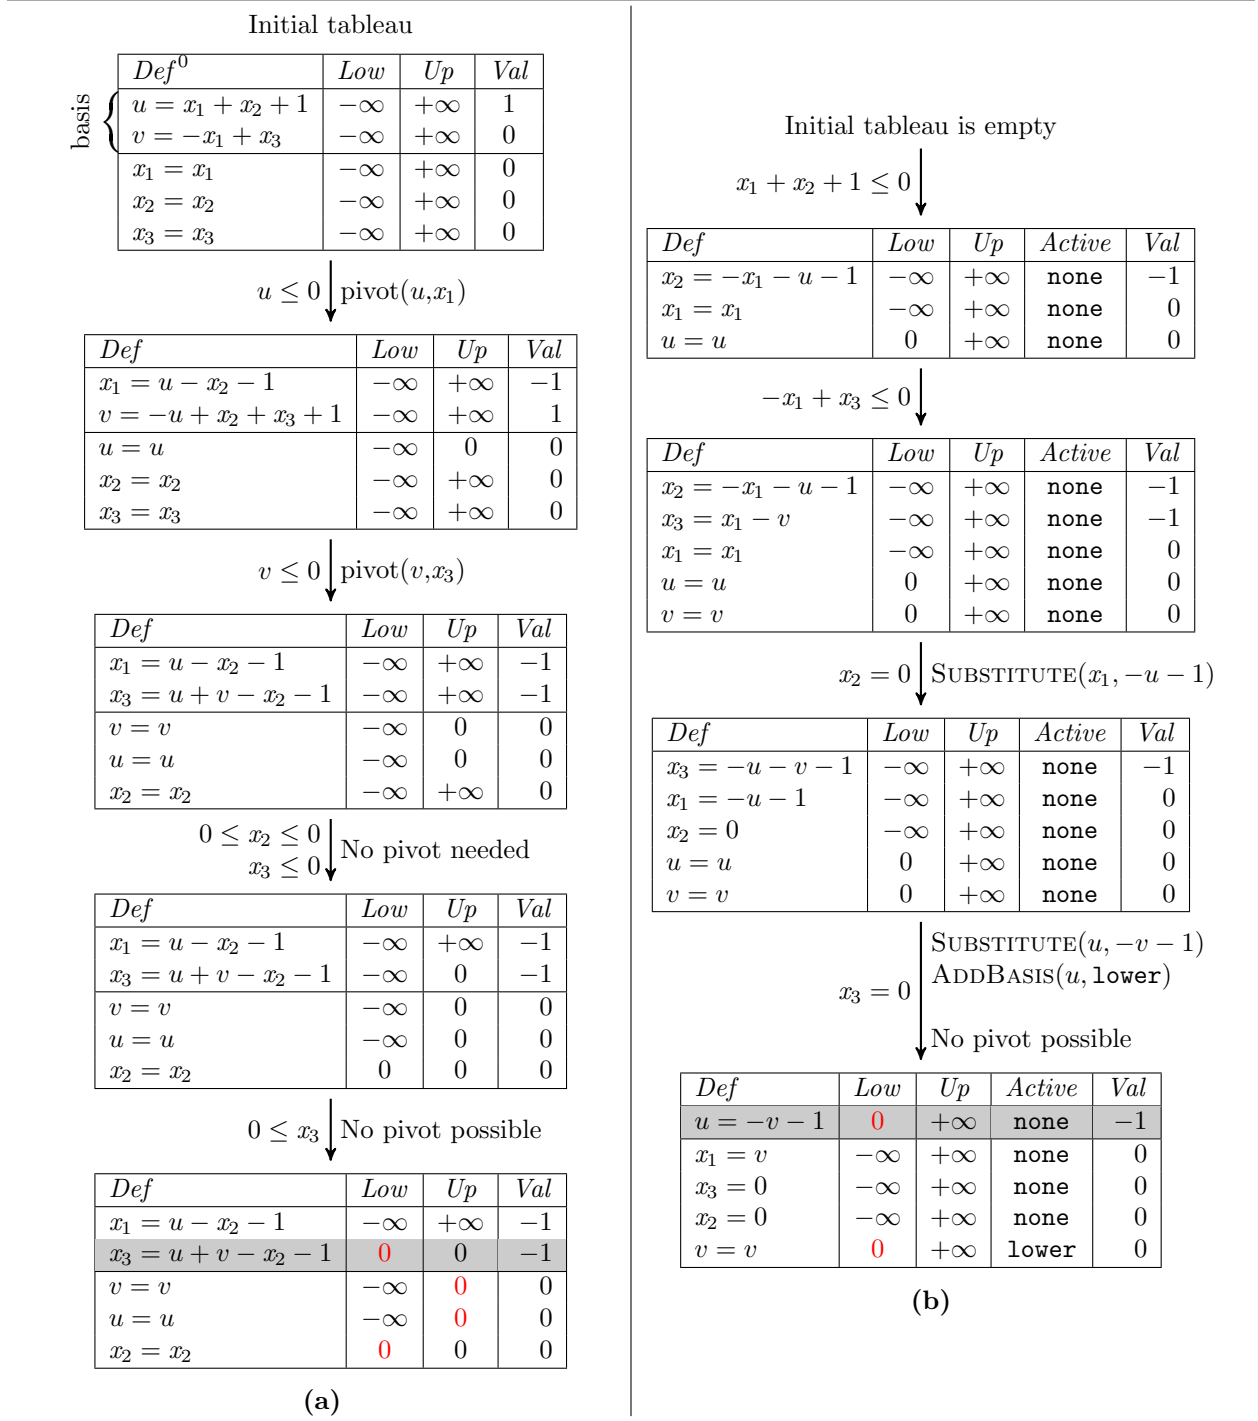 Initial tableau
basis
Def⁰ Low Up Val
u = x₁ + x₂ + 1 −∞ +∞ 1
v = −x₁ + x₃ −∞ +∞ 0
x₁ = x₁ −∞ +∞ 0
x₂ = x₂ −∞ +∞ 0
x₃ = x₃ −∞ +∞ 0
u ≤ 0 pivot(u,x₁)
Def Low Up Val
x₁ = u − x₂ − 1 −∞ +∞ −1
v = −u + x₂ + x₃ + 1 −∞ +∞ 1
u = u −∞ 0 0
x₂ = x₂ −∞ +∞ 0
x₃ = x₃ −∞ +∞ 0
v ≤ 0 pivot(v,x₃)
Def Low Up Val
x₁ = u − x₂ − 1 −∞ +∞ −1
x₃ = u + v − x₂ − 1 −∞ +∞ −1
v = v −∞ 0 0
u = u −∞ 0 0
x₂ = x₂ −∞ +∞ 0
0 ≤ x₂ ≤ 0
x₃ ≤ 0
No pivot needed
Def Low Up Val
x₁ = u − x₂ − 1 −∞ +∞ −1
x₃ = u + v − x₂ − 1 −∞ 0 −1
v = v −∞ 0 0
u = u −∞ 0 0
x₂ = x₂ 0 0 0
0 ≤ x₃ No pivot possible
Def Low Up Val
x₁ = u − x₂ − 1 −∞ +∞ −1
x₃ = u + v − x₂ − 1 0 0 −1
v = v −∞ 0 0
u = u −∞ 0 0
x₂ = x₂ 0 0 0
(a)
Initial tableau is empty
x₁ + x₂ + 1 ≤ 0
Def Low Up Active Val
x₂ = −x₁ − u − 1 −∞ +∞ none −1
x₁ = x₁ −∞ +∞ none 0
u = u 0 +∞ none 0
−x₁ + x₃ ≤ 0
Def Low Up Active Val
x₂ = −x₁ − u − 1 −∞ +∞ none −1
x₃ = x₁ − v −∞ +∞ none −1
x₁ = x₁ −∞ +∞ none 0
u = u 0 +∞ none 0
v = v 0 +∞ none 0
x₂ = 0 SUBSTITUTE(x₁, −u − 1)
Def Low Up Active Val
x₃ = −u − v − 1 −∞ +∞ none −1
x₁ = −u − 1 −∞ +∞ none 0
x₂ = 0 −∞ +∞ none 0
u = u 0 +∞ none 0
v = v 0 +∞ none 0
SUBSTITUTE(u, −v − 1)
ADDBASIS(u, lower)
x₃ = 0
No pivot possible
Def Low Up Active Val
u = −v − 1 0 +∞ none −1
x₁ = v −∞ +∞ none 0
x₃ = 0 −∞ +∞ none 0
x₂ = 0 −∞ +∞ none 0
v = v 0 +∞ lower 0
(b)